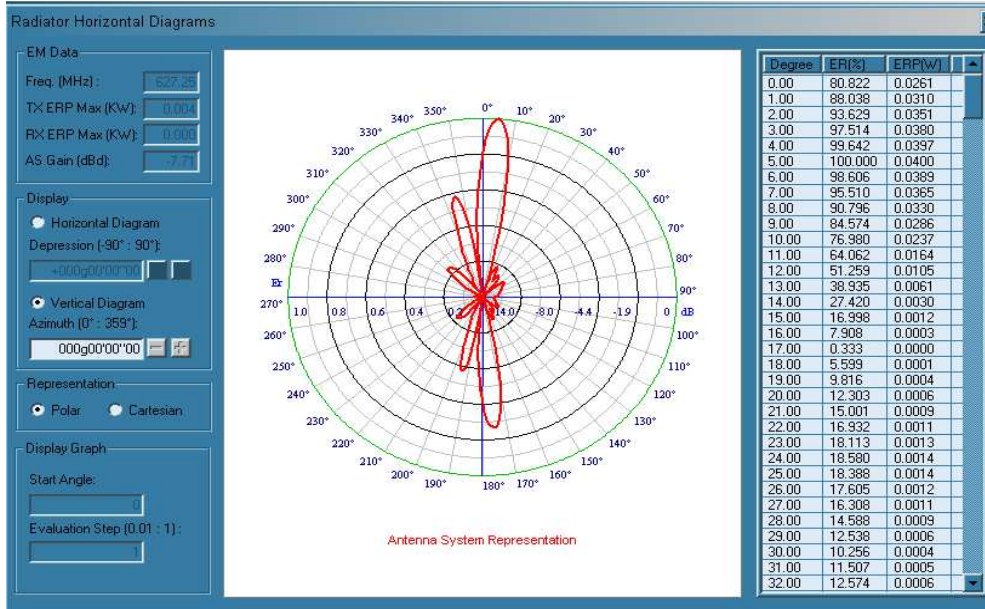 Radiator Horizontal Diagrams
EM Data
Freq. (MHz) : 627.25
TX ERP Max (KW): 0.004
RX ERP Max (KW): 0.000
AS Gain (dBd): -7.71
Display
Horizontal Diagram
Depression (-90° : 90°):
+000g00'00''00
Vertical Diagram
Azimuth (0° : 359°):
000g00'00''00
Representation
Polar Cartesian
Display Graph
Start Angle:
0
Evaluation Step (0.01 : 1) :
1
350° 0° 10°
340° 20°
330° 30°
320° 40°
310° 50°
300° 60°
290° 70°
280° 80°
Er
270° 90°
1.0 0.8 0.6 0.4 0.2 -14.0 -8.0 -4.4 -1.9 0 dB
260° 100°
250° 110°
240° 120°
230° 130°
220° 140°
210° 150°
200° 160°
190° 180° 170°
Antenna System Representation
Degree ER(%) ERP(W)
0.00 80.822 0.0261
1.00 88.038 0.0310
2.00 93.629 0.0351
3.00 97.514 0.0380
4.00 99.642 0.0397
5.00 100.000 0.0400
6.00 98.606 0.0389
7.00 95.510 0.0365
8.00 90.796 0.0330
9.00 84.574 0.0286
10.00 76.980 0.0237
11.00 64.062 0.0164
12.00 51.259 0.0105
13.00 38.935 0.0061
14.00 27.420 0.0030
15.00 16.998 0.0012
16.00 7.908 0.0003
17.00 0.333 0.0000
18.00 5.599 0.0001
19.00 9.816 0.0004
20.00 12.303 0.0006
21.00 15.001 0.0009
22.00 16.932 0.0011
23.00 18.113 0.0013
24.00 18.580 0.0014
25.00 18.388 0.0014
26.00 17.605 0.0012
27.00 16.308 0.0011
28.00 14.588 0.0009
29.00 12.538 0.0006
30.00 10.256 0.0004
31.00 11.507 0.0005
32.00 12.574 0.0006